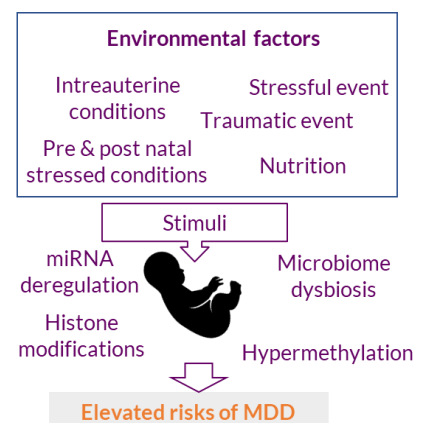 Environmental factors
Intreauterine
conditions
Stressful event
Traumatic event
Pre & post natal
stressed conditions
Nutrition
Stimuli
miRNA
deregulation
Microbiome
dysbiosis
Histone
modifications
Hypermethylation
Elevated risks of MDD